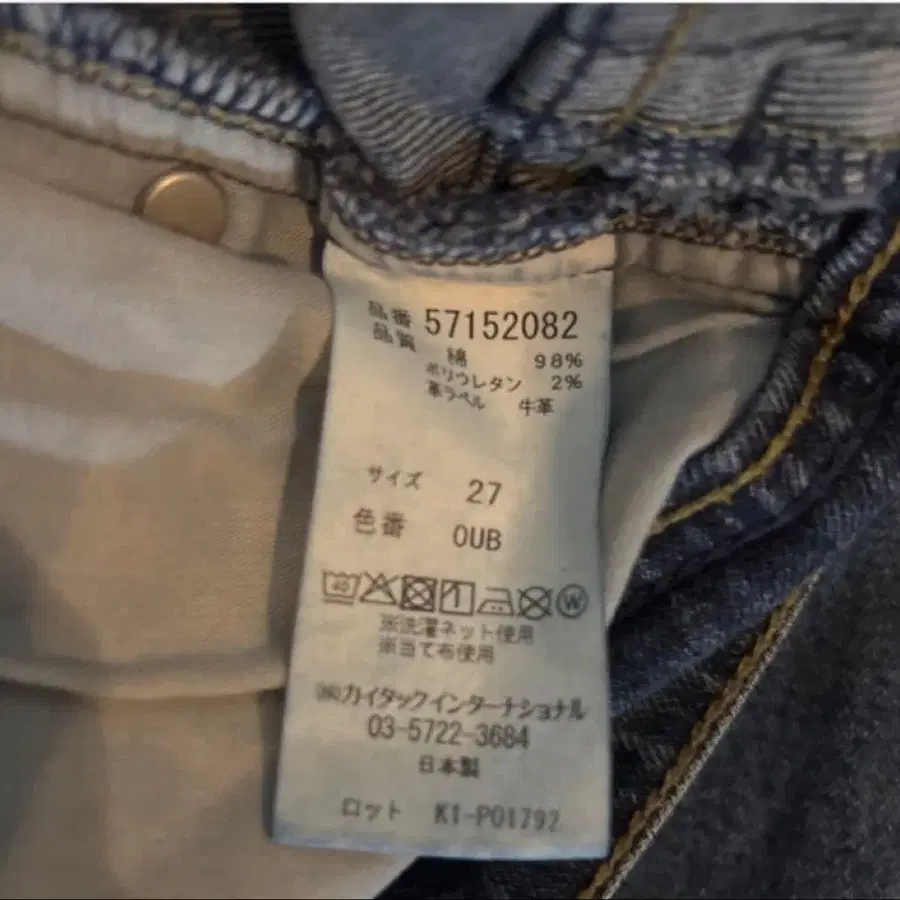 品番 57152082
品質 綿 98%
ポリウレタン 2%
革ラベル 牛革
サイズ 27
色番 0UB
40 W
※洗濯ネット使用
※当て布使用
㈱カイタックインターナショナル
03-5722-3684
日本製
ロット K1-P01792